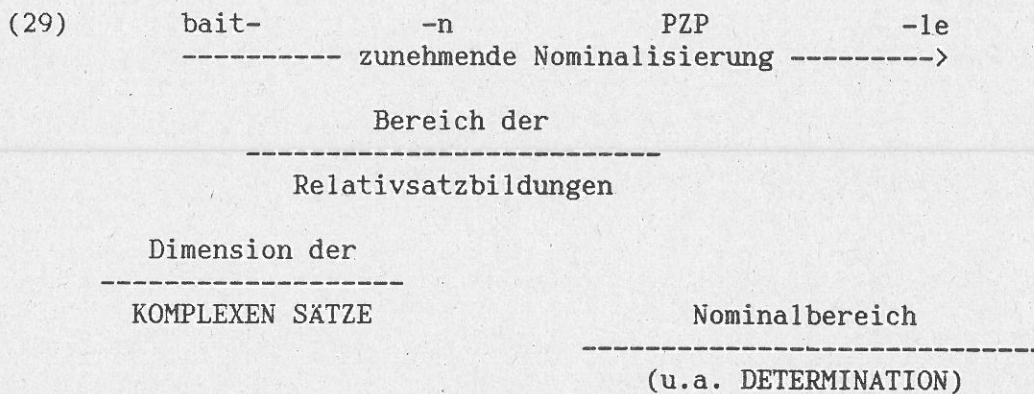 (29) bait- -n PZP -le
---------- zunehmende Nominalisierung --------->
Bereich der
--------------------------
Relativsatzbildungen
Dimension der
-------------------
KOMPLEXEN SÄTZE Nominalbereich
-----------------------------
(u.a. DETERMINATION)